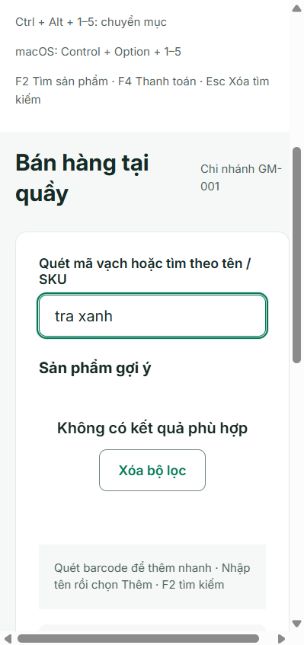 Ctrl + Alt + 1–5: chuyển mục
macOS: Control + Option + 1–5
F2 Tìm sản phẩm · F4 Thanh toán · Esc Xóa tìm
kiếm
Bán hàng tại
quầy
Chi nhánh GM-
001
Quét mã vạch hoặc tìm theo tên /
SKU
tra xanh
Sản phẩm gợi ý
Không có kết quả phù hợp
Xóa bộ lọc
Quét barcode để thêm nhanh · Nhập
tên rồi chọn Thêm · F2 tìm kiếm